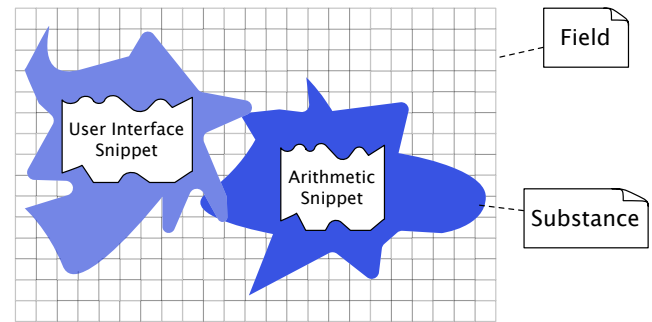 Field
User Interface
Snippet
Arithmetic
Snippet
Substance